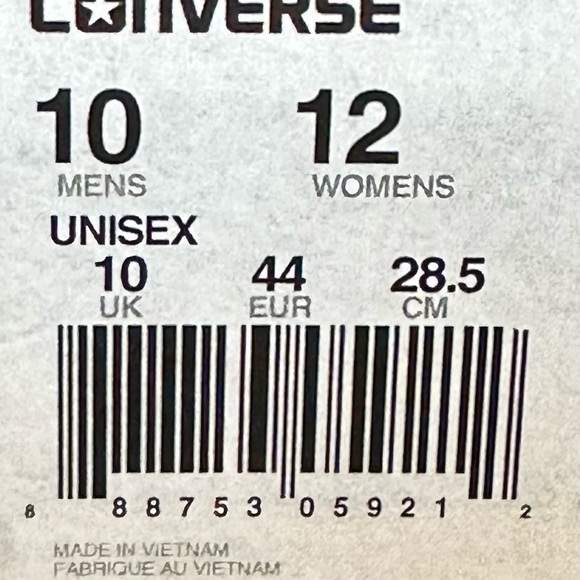 CONVERSE
10 12
MENS WOMENS
UNISEX
10 44 28.5
UK EUR CM
8 88753 05921 2
MADE IN VIETNAM
FABRIQUE AU VIETNAM